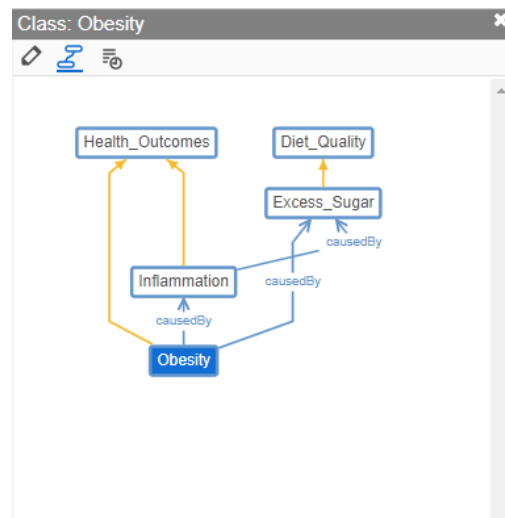 Class: Obesity
Health_Outcomes
Diet_Quality
Excess_Sugar
causedBy
Inflammation
causedBy
causedBy
Obesity